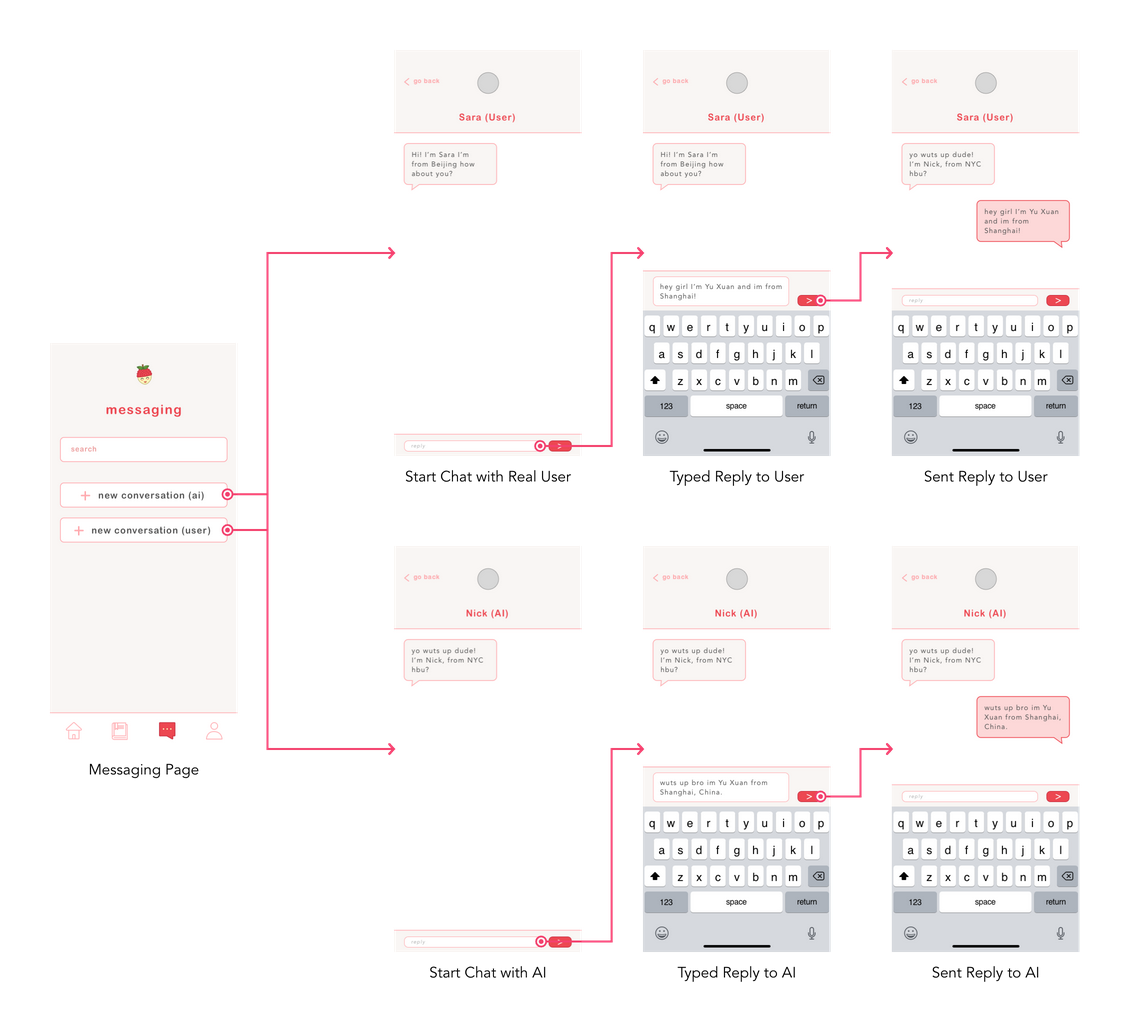 go back
Sara (User)
Hi! I'm Sara I'm
from Beijing how
about you?
reply
>
Start Chat with Real User
go back
Sara (User)
Hi! I'm Sara I'm
from Beijing how
about you?
hey girl I'm Yu Xuan and im from
Shanghai!
>
q w e r t y u i o p
a s d f g h j k l
z x c v b n m
123 space return
Typed Reply to User
go back
Sara (User)
yo wuts up dude!
I'm Nick, from NYC
hbu?
hey girl I'm Yu Xuan
and im from
Shanghai!
reply
>
q w e r t y u i o p
a s d f g h j k l
z x c v b n m
123 space return
Sent Reply to User
messaging
search
+ new conversation (ai)
+ new conversation (user)
Messaging Page
go back
Nick (AI)
yo wuts up dude!
I'm Nick, from NYC
hbu?
reply
>
Start Chat with AI
go back
Nick (AI)
yo wuts up dude!
I'm Nick, from NYC
hbu?
wuts up bro im Yu Xuan from
Shanghai, China.
>
q w e r t y u i o p
a s d f g h j k l
z x c v b n m
123 space return
Typed Reply to AI
go back
Nick (AI)
yo wuts up dude!
I'm Nick, from NYC
hbu?
wuts up bro im Yu
Xuan from Shanghai,
China.
reply
>
q w e r t y u i o p
a s d f g h j k l
z x c v b n m
123 space return
Sent Reply to AI